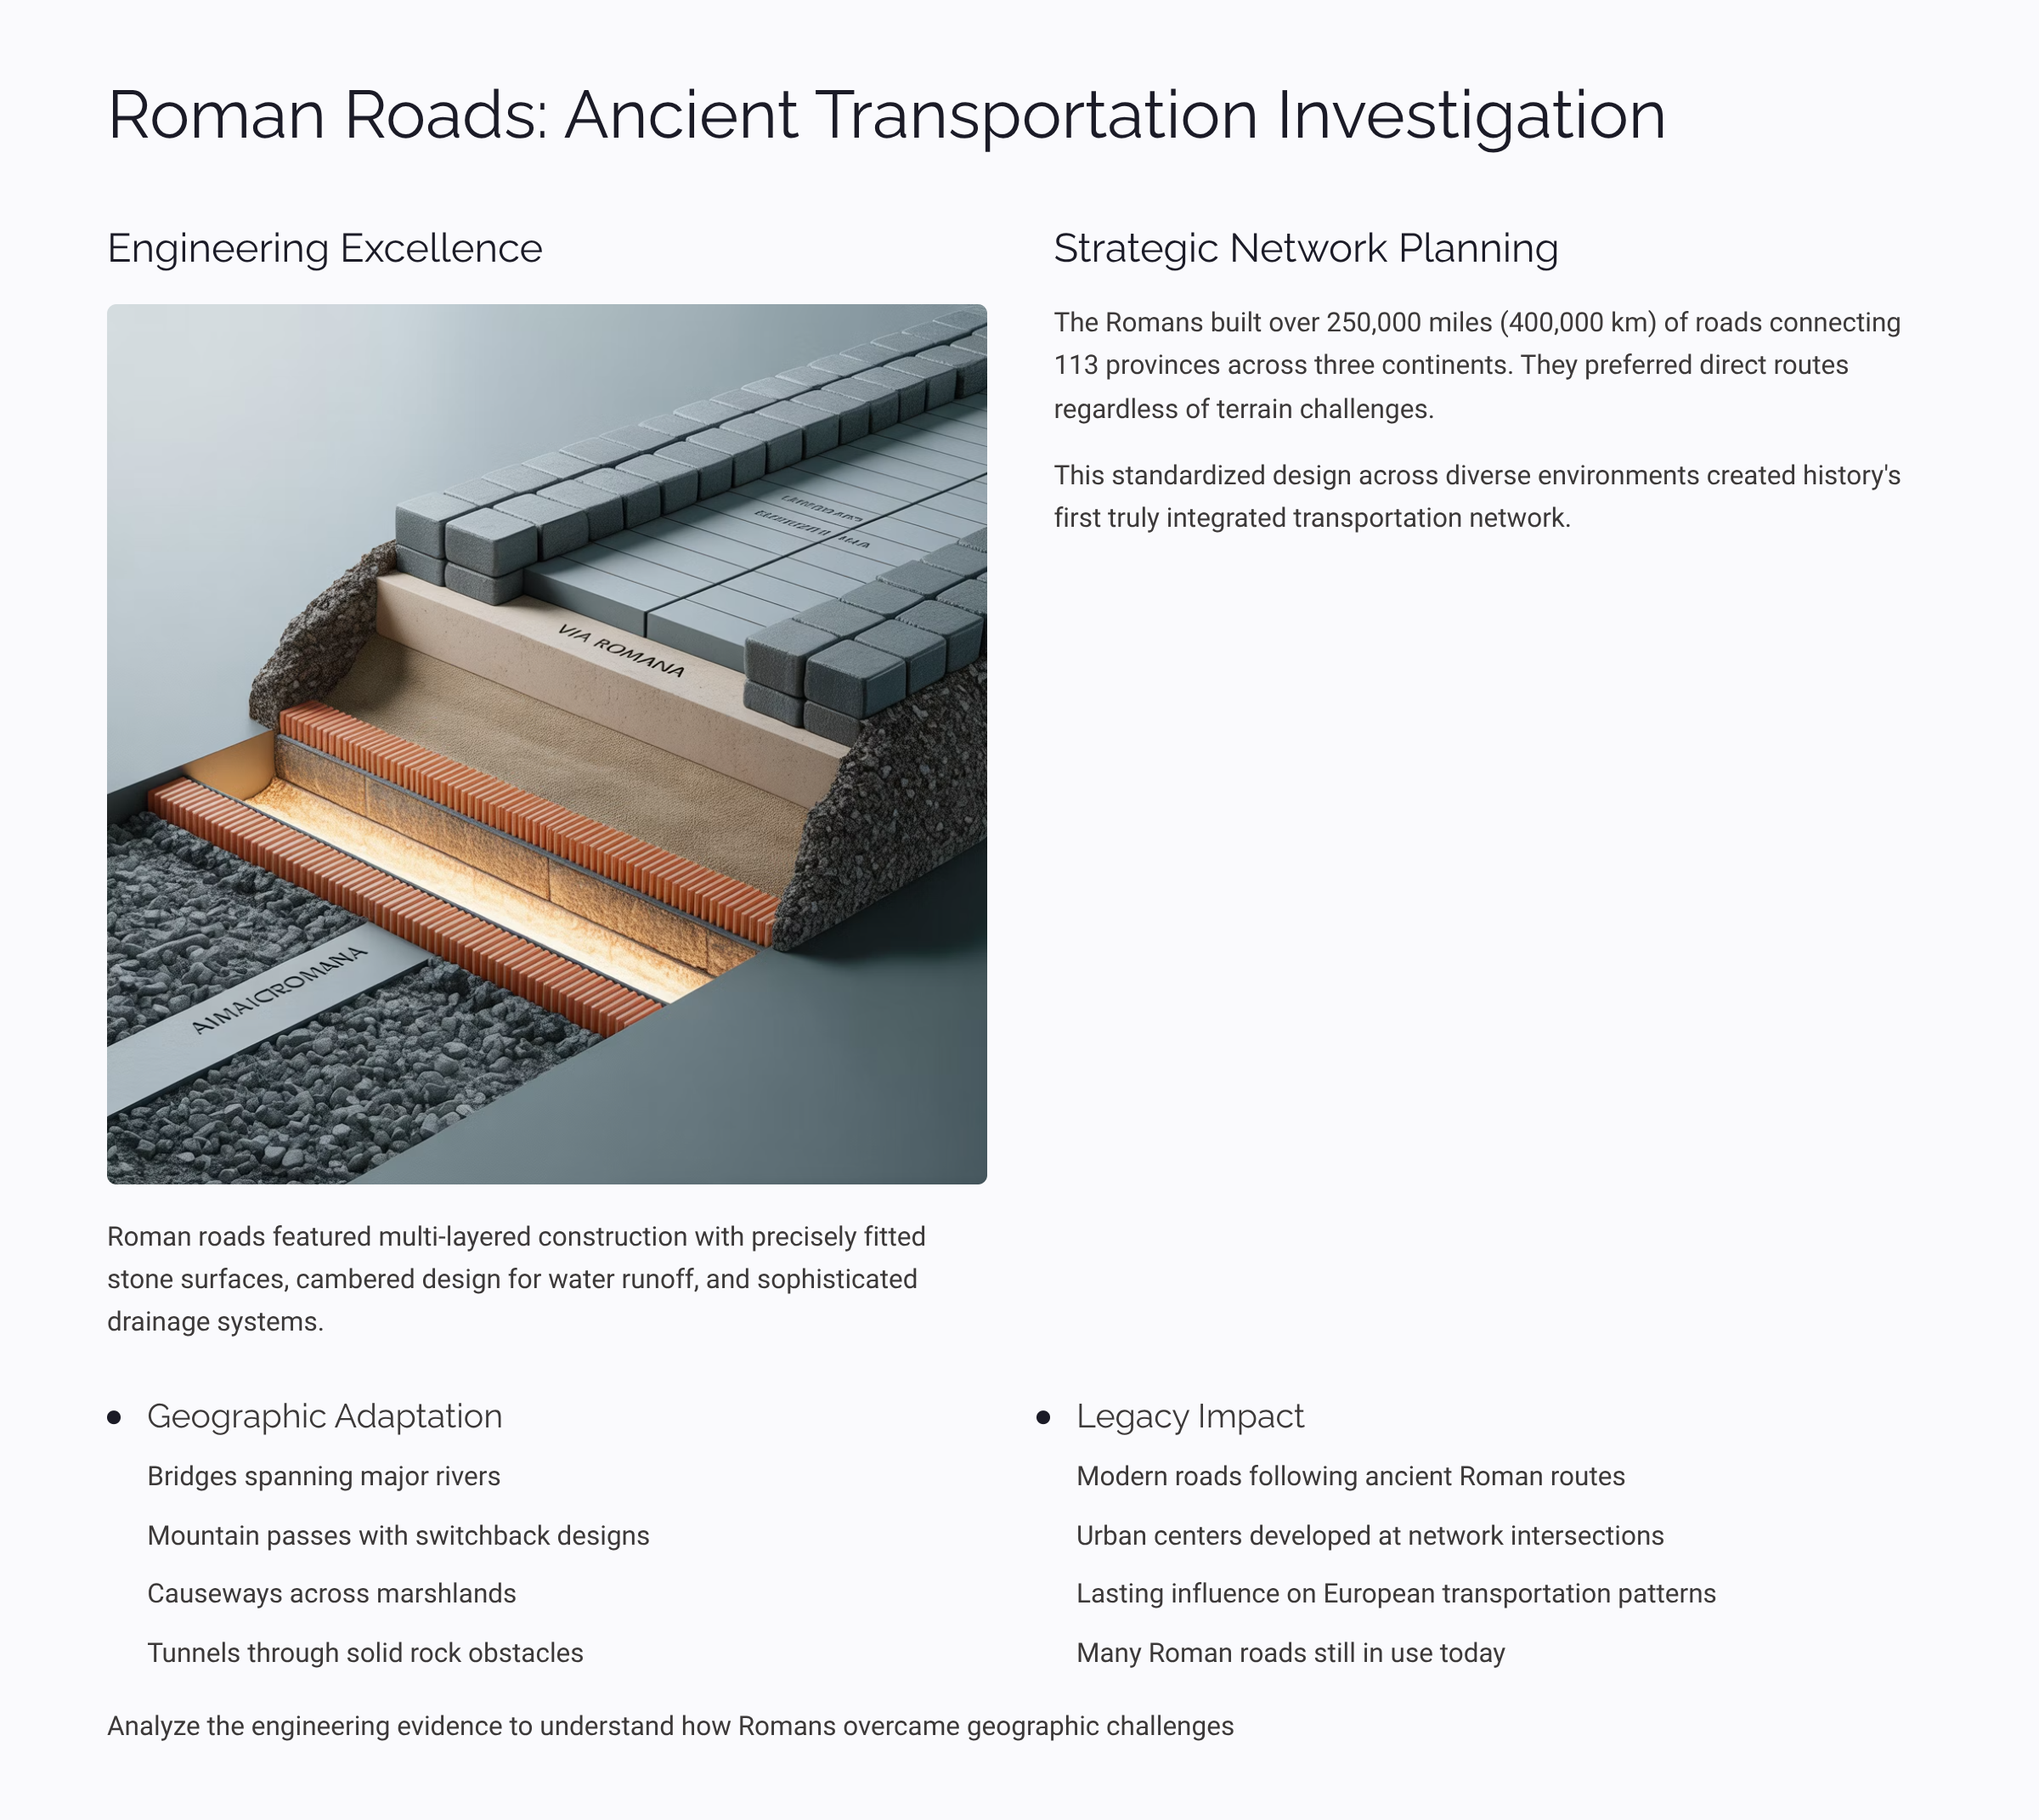 Roman Roads: Ancient Transportation Investigation
Engineering Excellence
VIA ROMANA
AIMAICROMANA
Roman roads featured multi-layered construction with precisely fitted
stone surfaces, cambered design for water runoff, and sophisticated
drainage systems.
Strategic Network Planning
The Romans built over 250,000 miles (400,000 km) of roads connecting
113 provinces across three continents. They preferred direct routes
regardless of terrain challenges.
This standardized design across diverse environments created history's
first truly integrated transportation network.
Geographic Adaptation
Bridges spanning major rivers
Mountain passes with switchback designs
Causeways across marshlands
Tunnels through solid rock obstacles
Legacy Impact
Modern roads following ancient Roman routes
Urban centers developed at network intersections
Lasting influence on European transportation patterns
Many Roman roads still in use today
Analyze the engineering evidence to understand how Romans overcame geographic challenges